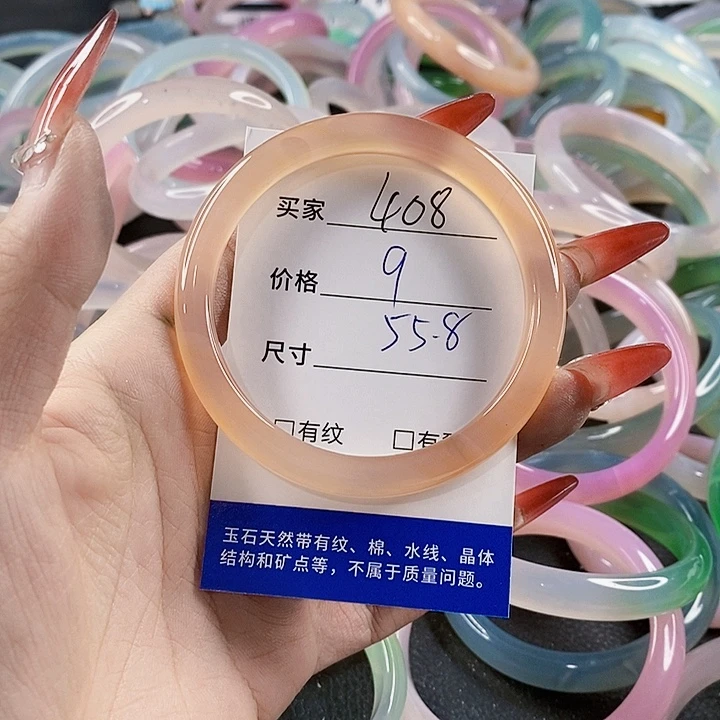 买家 408
价格 9
尺寸 55.8
□有纹 □有
玉石天然带有纹、棉、水线、晶体
结构和矿点等，不属于质量问题。